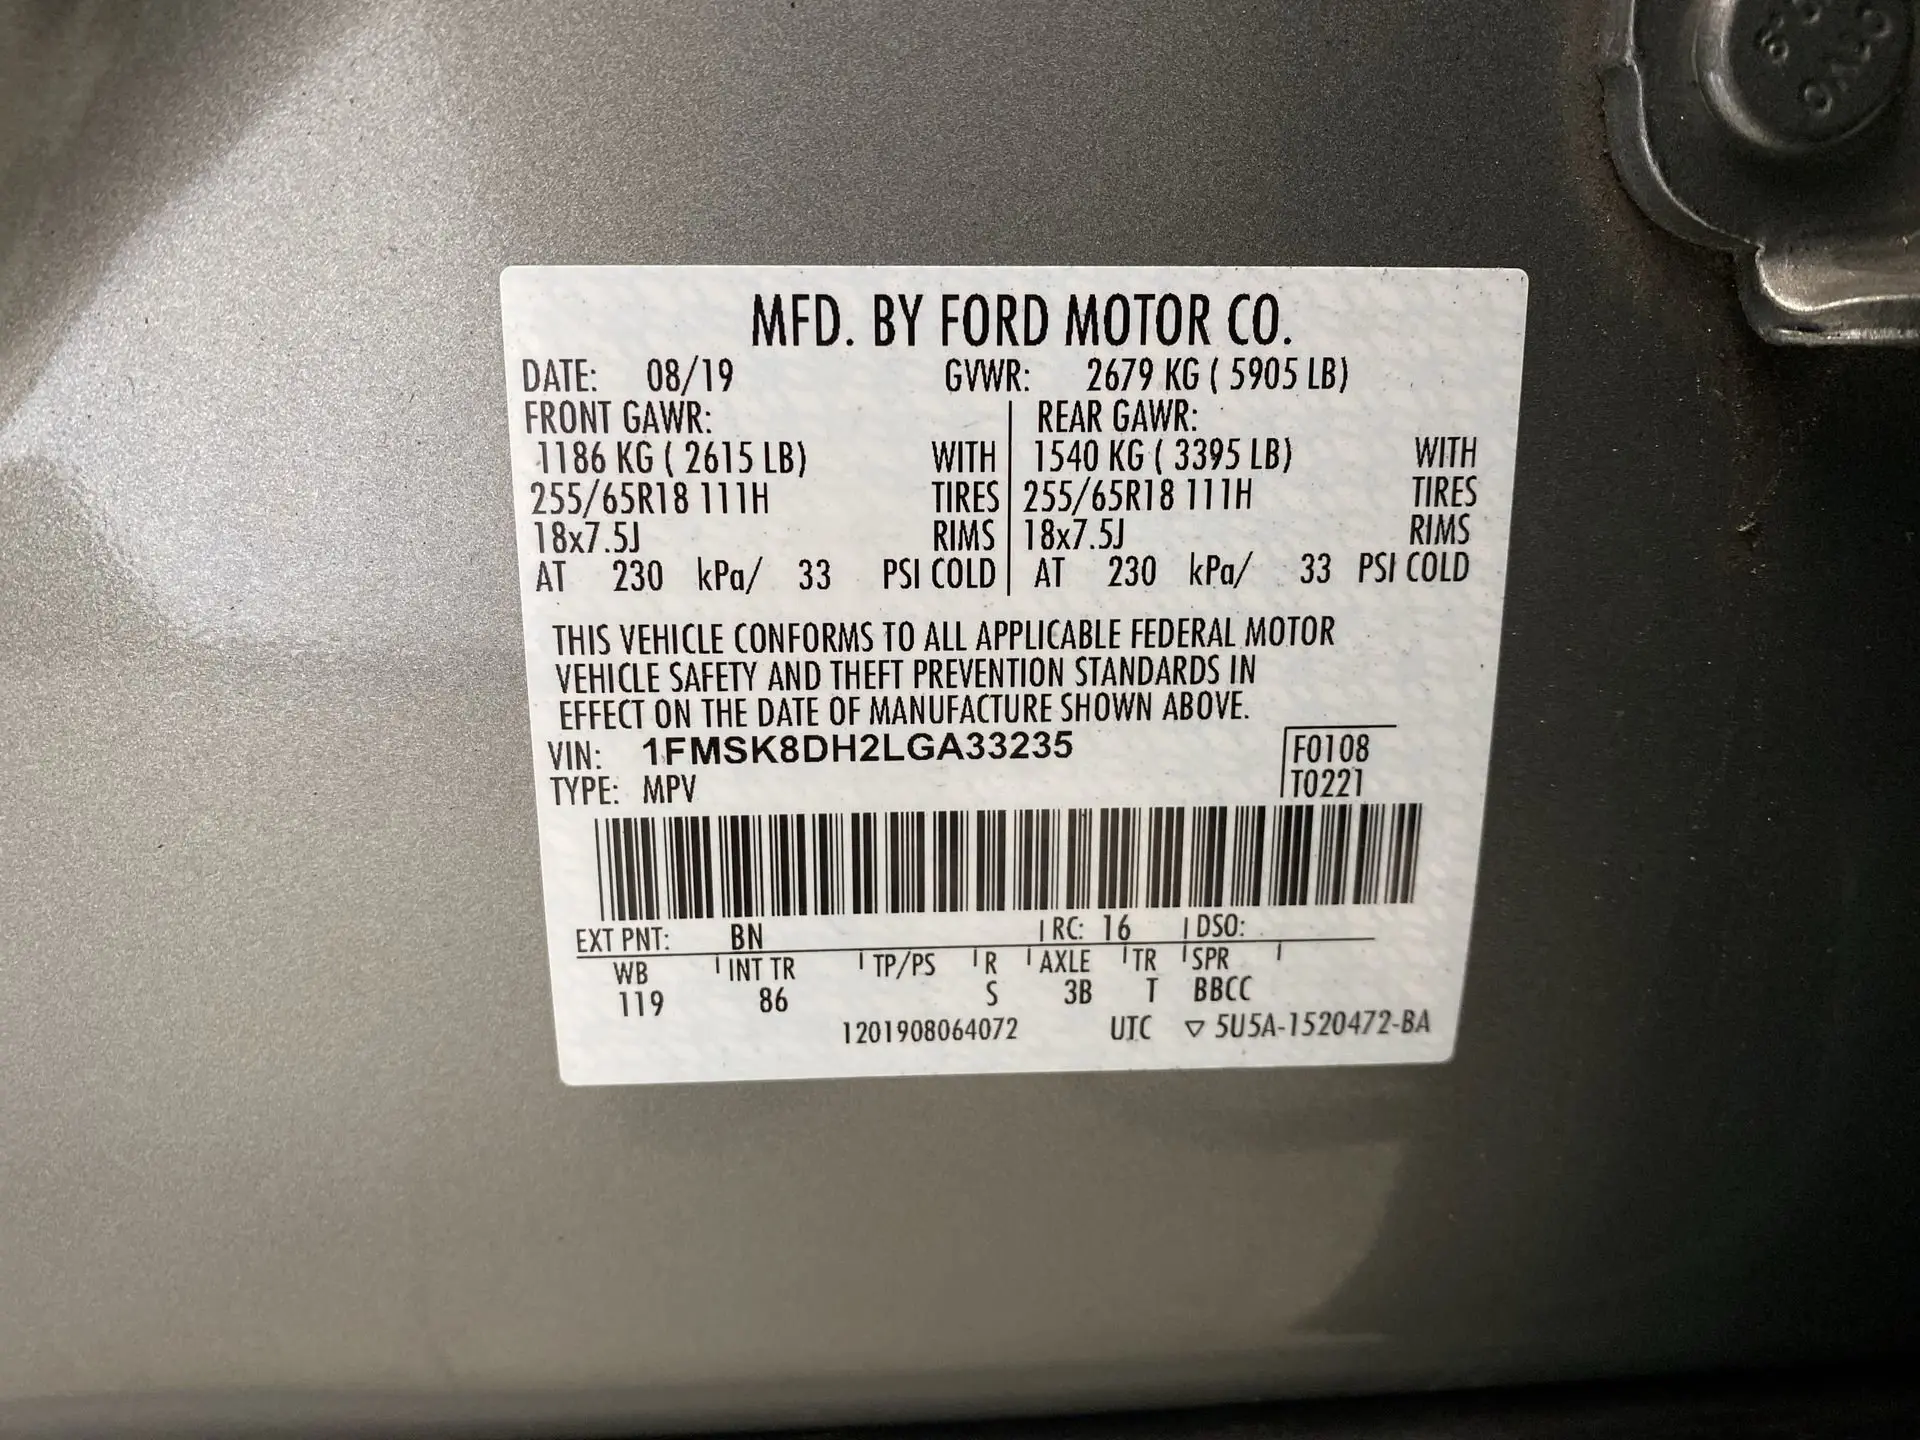 MFD. BY FORD MOTOR CO.
DATE: 08/19 GVWR: 2679 KG ( 5905 LB)
FRONT GAWR: REAR GAWR:
1186 KG ( 2615 LB) WITH 1540 KG ( 3395 LB) WITH
255/65R18 111H TIRES 255/65R18 111H TIRES
18x7.5J RIMS 18x7.5J RIMS
AT 230 kPa/ 33 PSI COLD AT 230 kPa/ 33 PSI COLD
THIS VEHICLE CONFORMS TO ALL APPLICABLE FEDERAL MOTOR
VEHICLE SAFETY AND THEFT PREVENTION STANDARDS IN
EFFECT ON THE DATE OF MANUFACTURE SHOWN ABOVE.
VIN: 1FMSK8DH2LGA33235 F0108
TYPE: MPV T0221
EXT PNT: BN RC: 16 DSO:
WB INT TR TP/PS R AXLE TR SPR
119 86 S 3B T BBCC
1201908064072 UTC ▽ 5U5A-1520472-BA